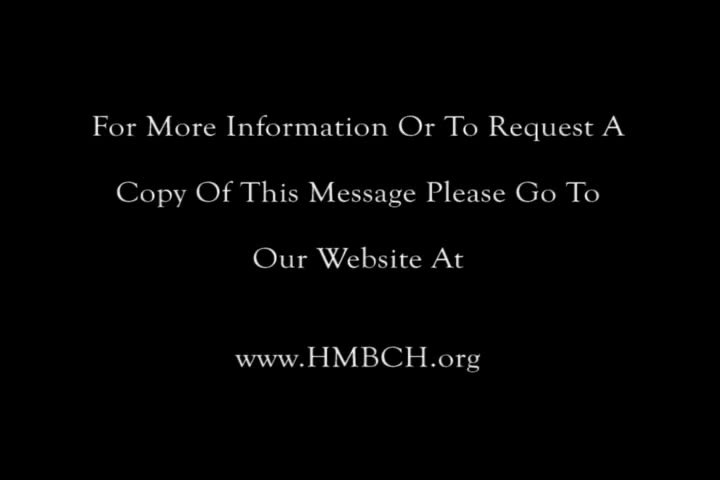 For More Information Or To Request A
Copy Of This Message Please Go To
Our Website At
www.HMBCH.org